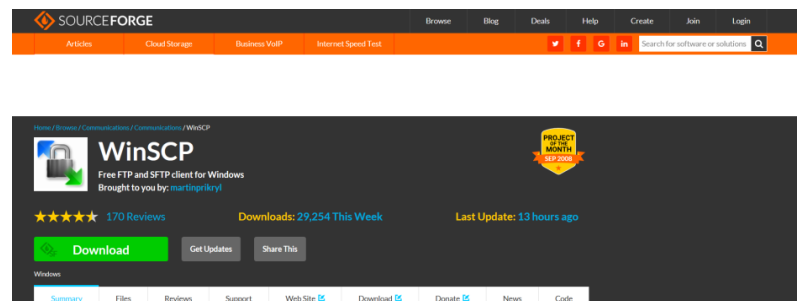 SOURCEFORGE
Browse Blog Deals Help Create Join Login
Articles Cloud Storage Business VoIP Internet Speed Test
Search for software or solutions
Home / Browse / Communications / Communications / WinSCP
WinSCP
Free FTP and SFTP client for Windows
Brought to you by: martinprikryl
PROJECT
OF THE
MONTH
SEP 2008
170 Reviews Downloads: 29,254 This Week Last Update: 13 hours ago
Download Get Updates Share This
Windows
Summary Files Reviews Support Web Site Download Donate News Code